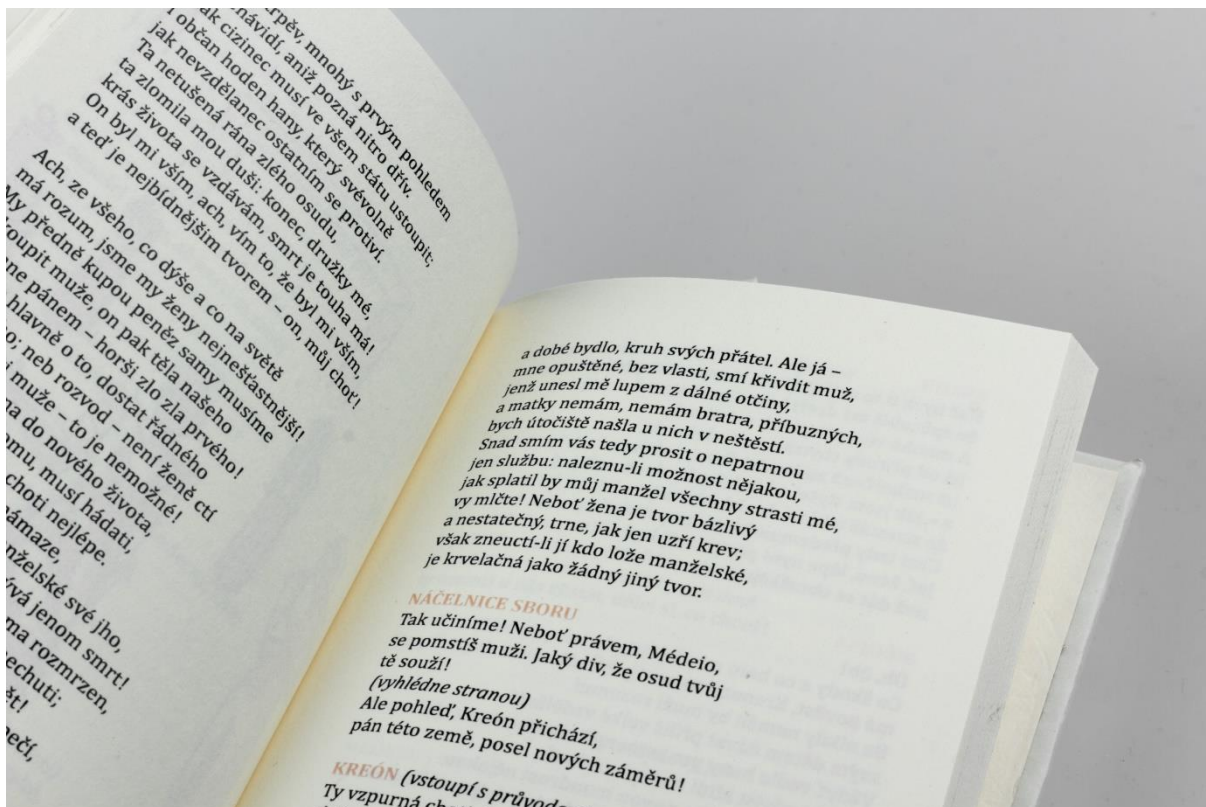 mnohý s prvým pohledem
aniž pozná nitro dřív.
cizinec musí ve všem státu ustoupit;
občan hoden hany, který svévolně
jak nevzdělanec ostatním se protiví.
Ta netušená rána zlého osudu,
ta zlomila mou duši: konec, družky mé,
krás života se vzdávám, smrt je touha má!
On byl mi vším, ach, vím to, že byl mi vším,
a teď je nejbídnějším tvorem – on, můj choť!
Ach, ze všeho, co dýše a co na světě
má rozum, jsme my ženy nejnešťastnější!
My předně kupou peněz samy musíme
muže, on pak těla našeho
pánem – horší zlo zla prvého!
hlavně o to, dostat řádného
neb rozvod – není ženě ctí
muže – to je nemožné!
do nového života,
musí hádati,
choti nejlépe.
své jho,
jenom smrt!
rozmrzen,
a dobé bydlo, kruh svých přátel. Ale já –
mne opuštěné, bez vlasti, smí křivdit muž,
jenž unesl mě lupem z dálné otčiny,
a matky nemám, nemám bratra, příbuzných,
bych útočiště našla u nich v neštěstí.
Snad smím vás tedy prosit o nepatrnou
jen službu: naleznu-li možnost nějakou,
jak splatil by můj manžel všechny strasti mé,
vy mlčte! Neboť žena je tvor bázlivý
a nestatečný, trne, jak jen uzří krev;
však zneuctí-li jí kdo lože manželské,
je krvelačná jako žádný jiný tvor.
NÁČELNICE SBORU
Tak učiníme! Neboť právem, Médeio,
se pomstíš muži. Jaký div, že osud tvůj
tě souží!
(vyhlédne stranou)
Ale pohleď, Kreón přichází,
pán této země, posel nových záměrů!
KREÓN (vstoupí s
Ty vzpurná